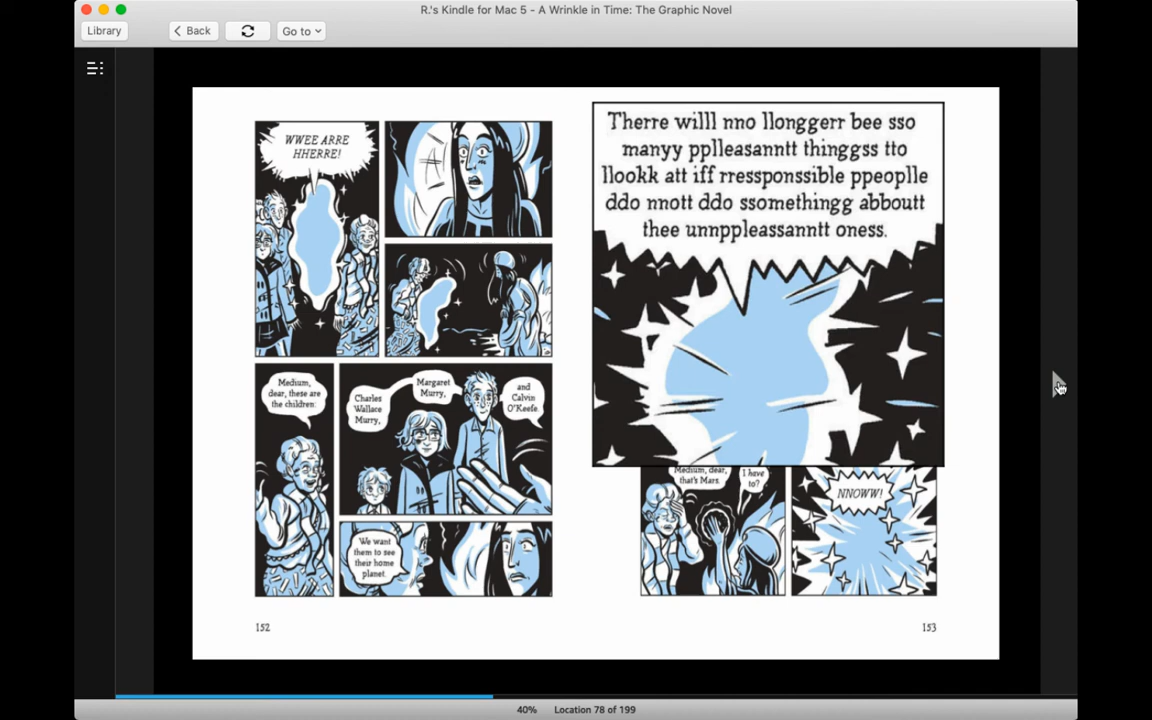 R.'s Kindle for Mac 5 - A Wrinkle in Time: The Graphic Novel
Library
Back
Go to
WWEE ARRE
HHERRE!
Medium,
dear, these are
the children:
Charles
Wallace
Murry,
Margaret
Murry,
and
Calvin
O'Keefe.
We want
them to see
their home
planet.
152
Therre willl nno llonggerr bee sso
manyy pplleasanntt thinggss tto
llookk att iff rressponssible ppeoplle
ddo nnott ddo ssomethingg abboutt
thee unnppleassanntt oness.
Medium, dear,
that's Mars.
I have
to?
NNOWW!
153
40%
Location 78 of 199